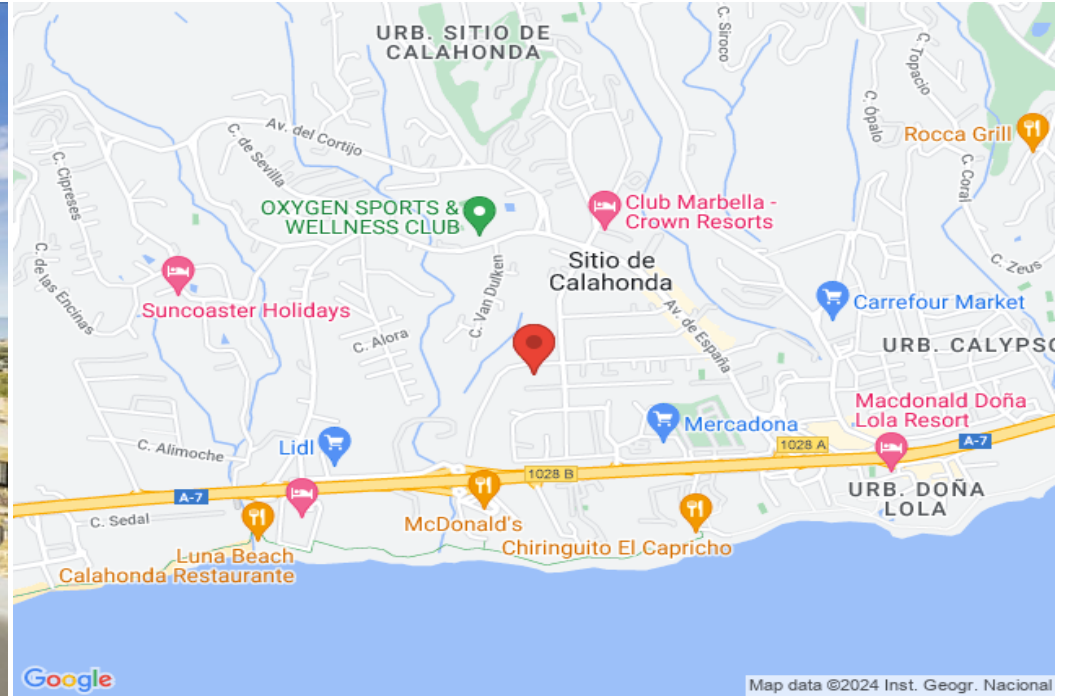 URB. SITIO DE
CALAHONDA
C. Siroco
C. Topacio
C. Ópalo
Rocca Grill
C. Coral
C. Zeus
Av. del Cortijo
C. de Sevilla
C. Cipreses
OXYGEN SPORTS &
WELLNESS CLUB
Club Marbella -
Crown Resorts
Sitio de
Calahonda
C. de las Encinas
Suncoaster Holidays
C. Van Dulken
C. Alora
Av. de España
Carrefour Market
URB. CALYPSO
Macdonald Doña
Lola Resort
Mercadona
C. Alimoche
Lidl
1028 A
A-7
1028 B
A-7
URB. DOÑA
LOLA
C. Sedal
McDonald's
Chiringuito El Capricho
Luna Beach
Calahonda Restaurante
Google
Map data ©2024 Inst. Geogr. Nacional